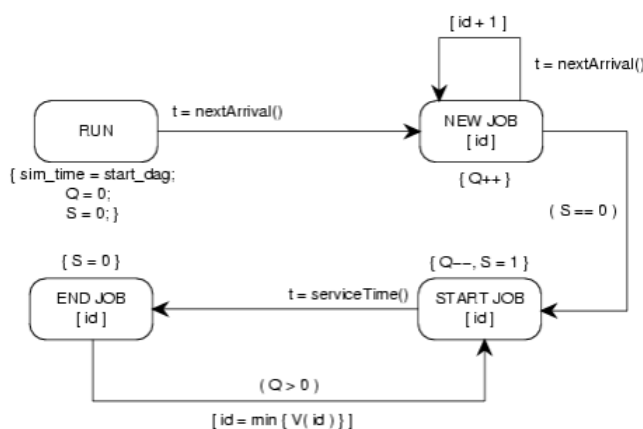 [ id + 1 ]
t = nextArrival()
t = nextArrival()
RUN
NEW JOB
[ id ]
{ sim_time = start_dag;
Q = 0;
S = 0; }
{ Q++ }
( S == 0 )
{ S = 0 }
{ Q--, S = 1 }
END JOB
[ id ]
t = serviceTime()
START JOB
[ id ]
( Q > 0 )
[ id = min { V( id ) } ]